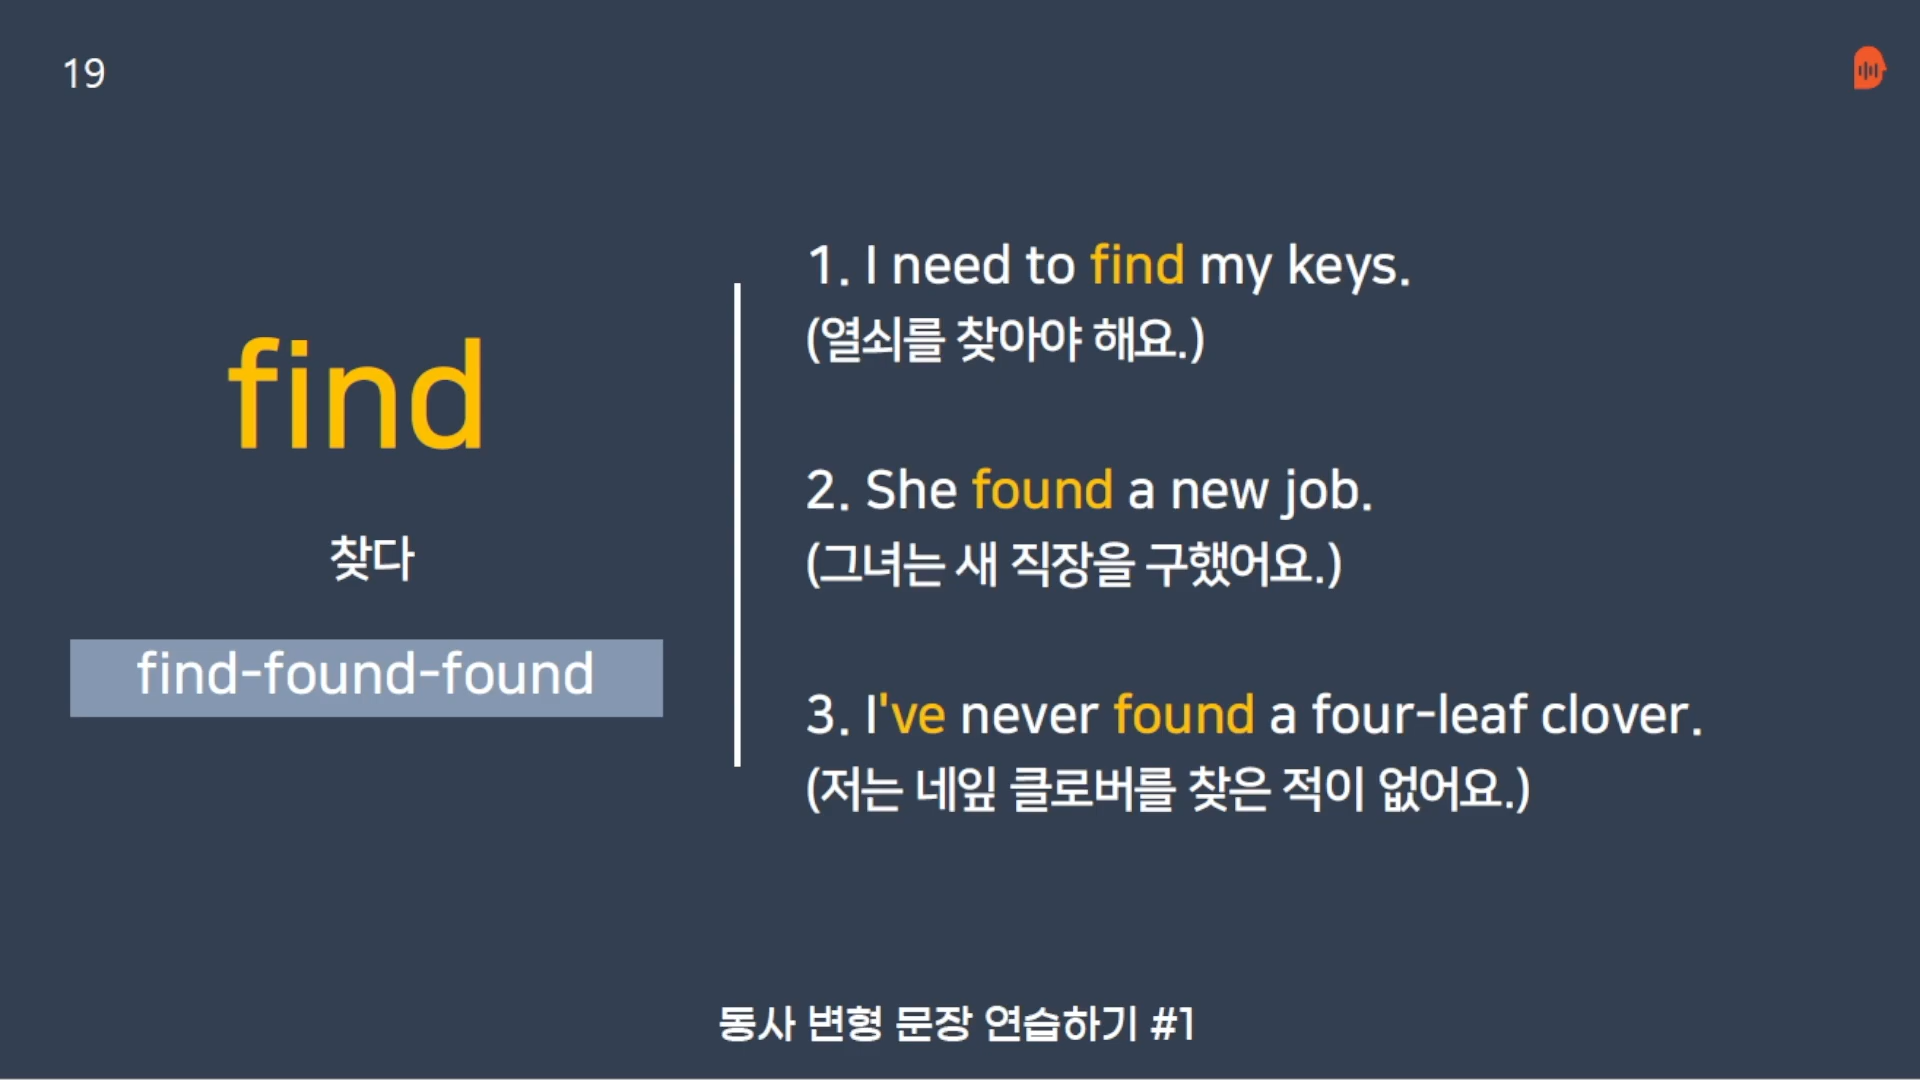 19
find
찾다
find-found-found
1. I need to find my keys.
(열쇠를 찾아야 해요.)
2. She found a new job.
(그녀는 새 직장을 구했어요.)
3. I've never found a four-leaf clover.
(저는 네잎 클로버를 찾은 적이 없어요.)
동사 변형 문장 연습하기 #1